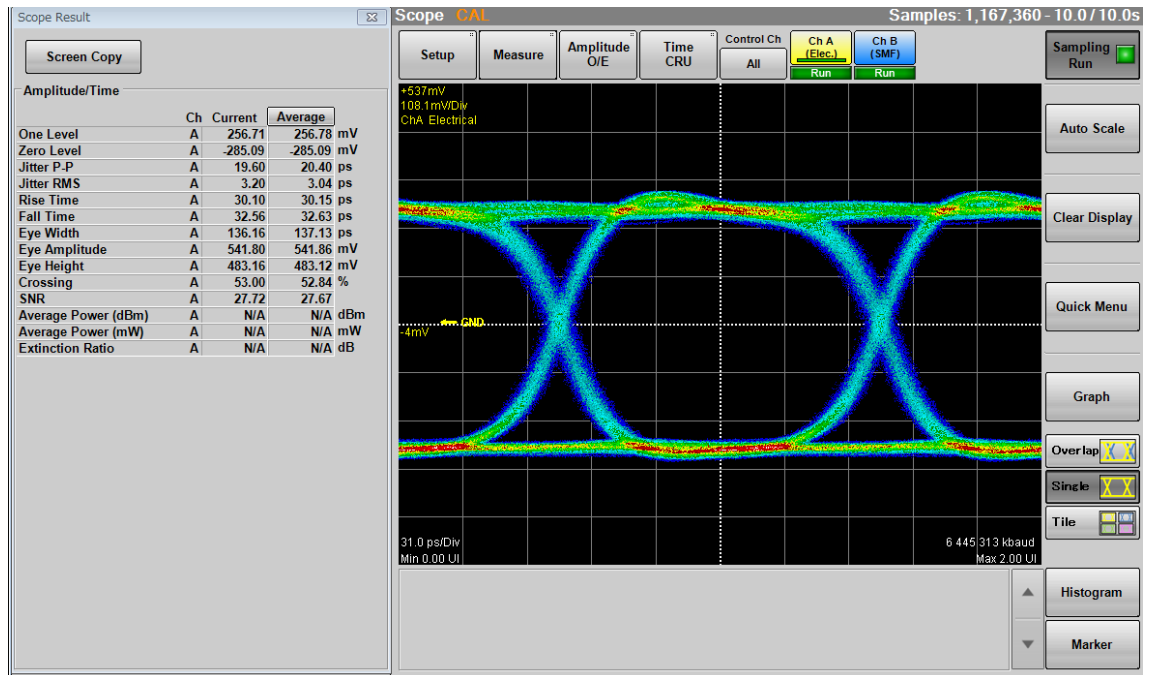 Scope Result
Screen Copy
Amplitude/Time
Ch Current Average
One Level A 256.71 256.78 mV
Zero Level A -285.09 -285.09 mV
Jitter P-P A 19.60 20.40 ps
Jitter RMS A 3.20 3.04 ps
Rise Time A 30.10 30.15 ps
Fall Time A 32.56 32.63 ps
Eye Width A 136.16 137.13 ps
Eye Amplitude A 541.80 541.86 mV
Eye Height A 483.16 483.12 mV
Crossing A 53.00 52.84 %
SNR A 27.72 27.67
Average Power (dBm) A N/A N/A dBm
Average Power (mW) A N/A N/A mW
Extinction Ratio A N/A N/A dB
Scope CAL
Samples: 1,167,360 - 10.0 / 10.0s
Setup
Measure
Amplitude
O/E
Time
CRU
Control Ch
All
Ch A
(Elec.)
Run
Ch B
(SMF)
Run
Sampling
Run
+537mV
108.1mV/Div
ChA Electrical
GND
-4mV
31.0 ps/Div
Min 0.00 UI
6 445 313 kbaud
Max 2.00 UI
Auto Scale
Clear Display
Quick Menu
Graph
Overlap
Single
Tile
Histogram
Marker